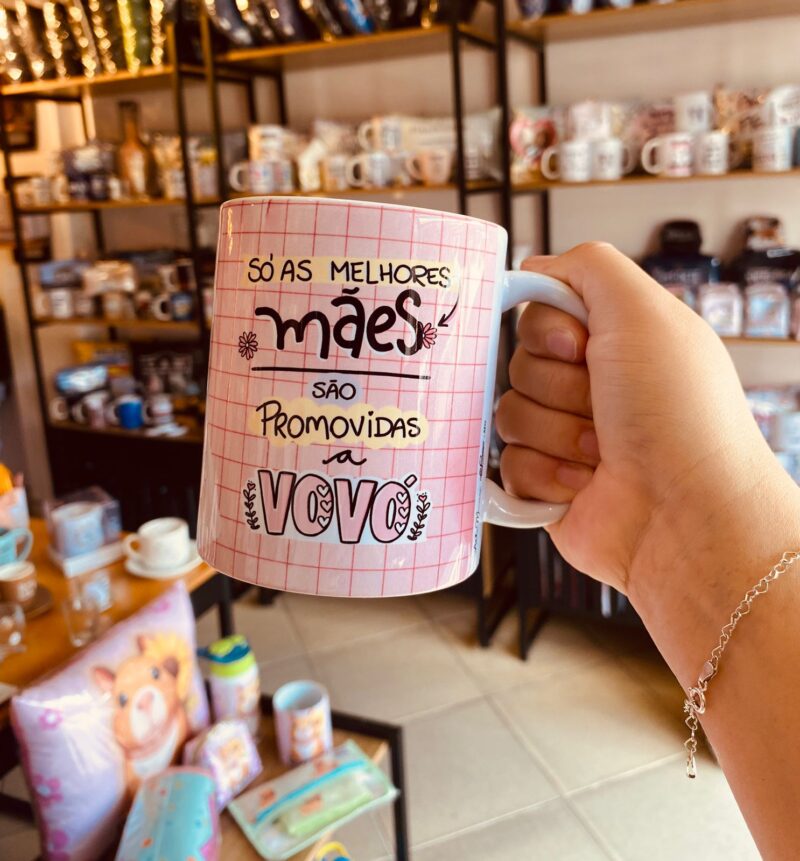 SÓ AS MELHORES
mães
SÃO
PROMOVIDAS
a
VOVÓ